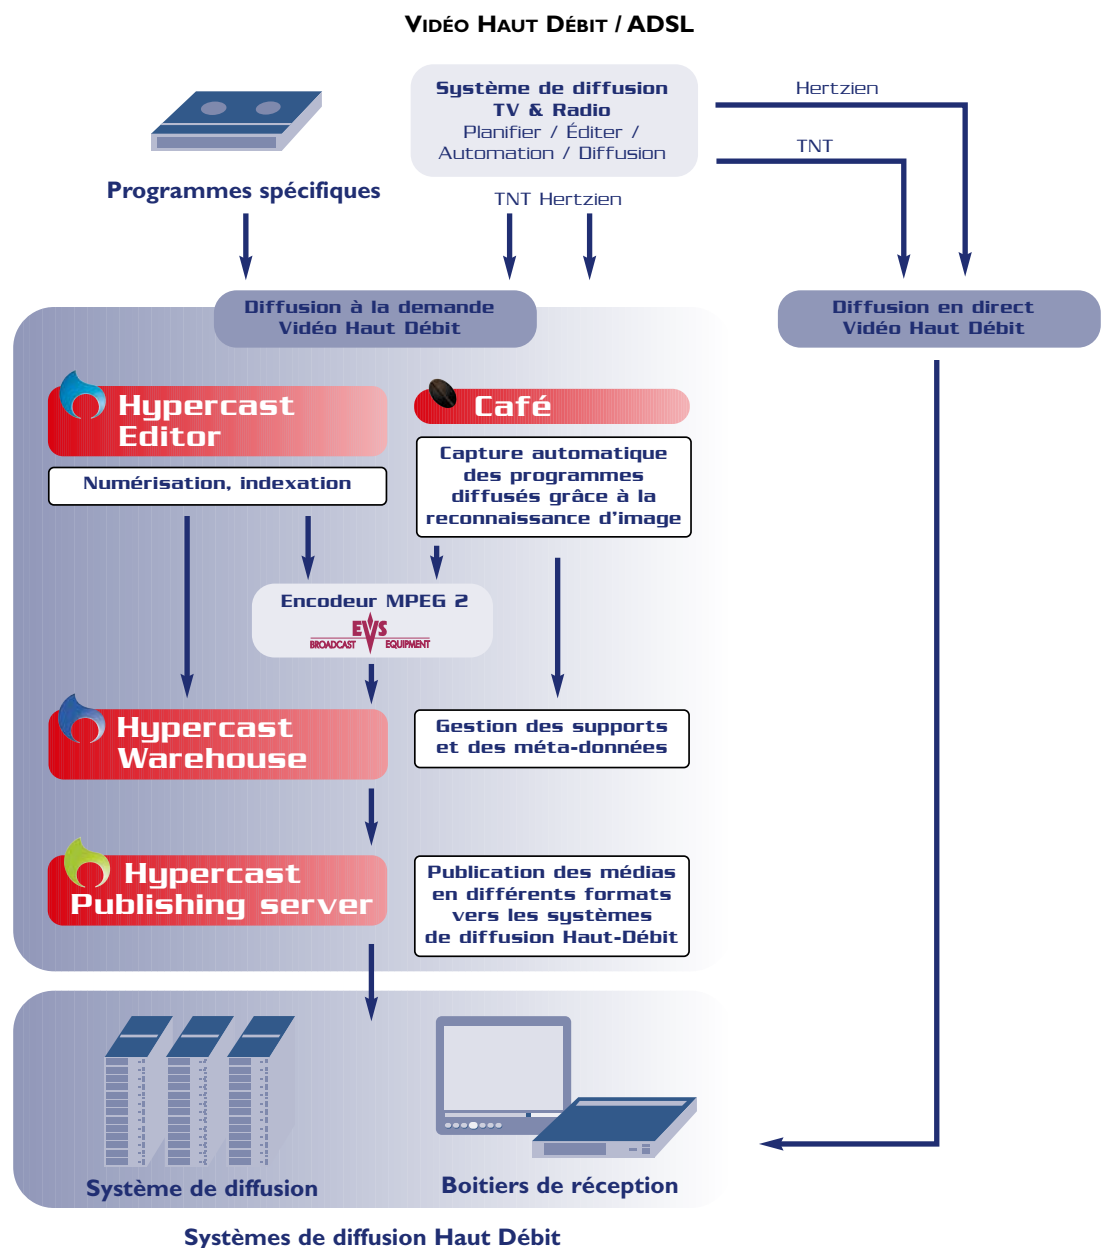 VIDÉO HAUT DÉBIT / ADSL
Système de diffusion
TV & Radio
Planifier / Éditer /
Automation / Diffusion
Hertzien
TNT
Programmes spécifiques
TNT Hertzien
Diffusion à la demande
Vidéo Haut Débit
Diffusion en direct
Vidéo Haut Débit
Hypercast
Editor
Café
Numérisation, indexation
Capture automatique
des programmes
diffusés grâce à la
reconnaissance d'image
Encodeur MPEG 2
EVS
BROADCAST EQUIPMENT
Hypercast
Warehouse
Gestion des supports
et des méta-données
Hypercast
Publishing server
Publication des médias
en différents formats
vers les systèmes
de diffusion Haut-Débit
Système de diffusion
Boitiers de réception
Systèmes de diffusion Haut Débit